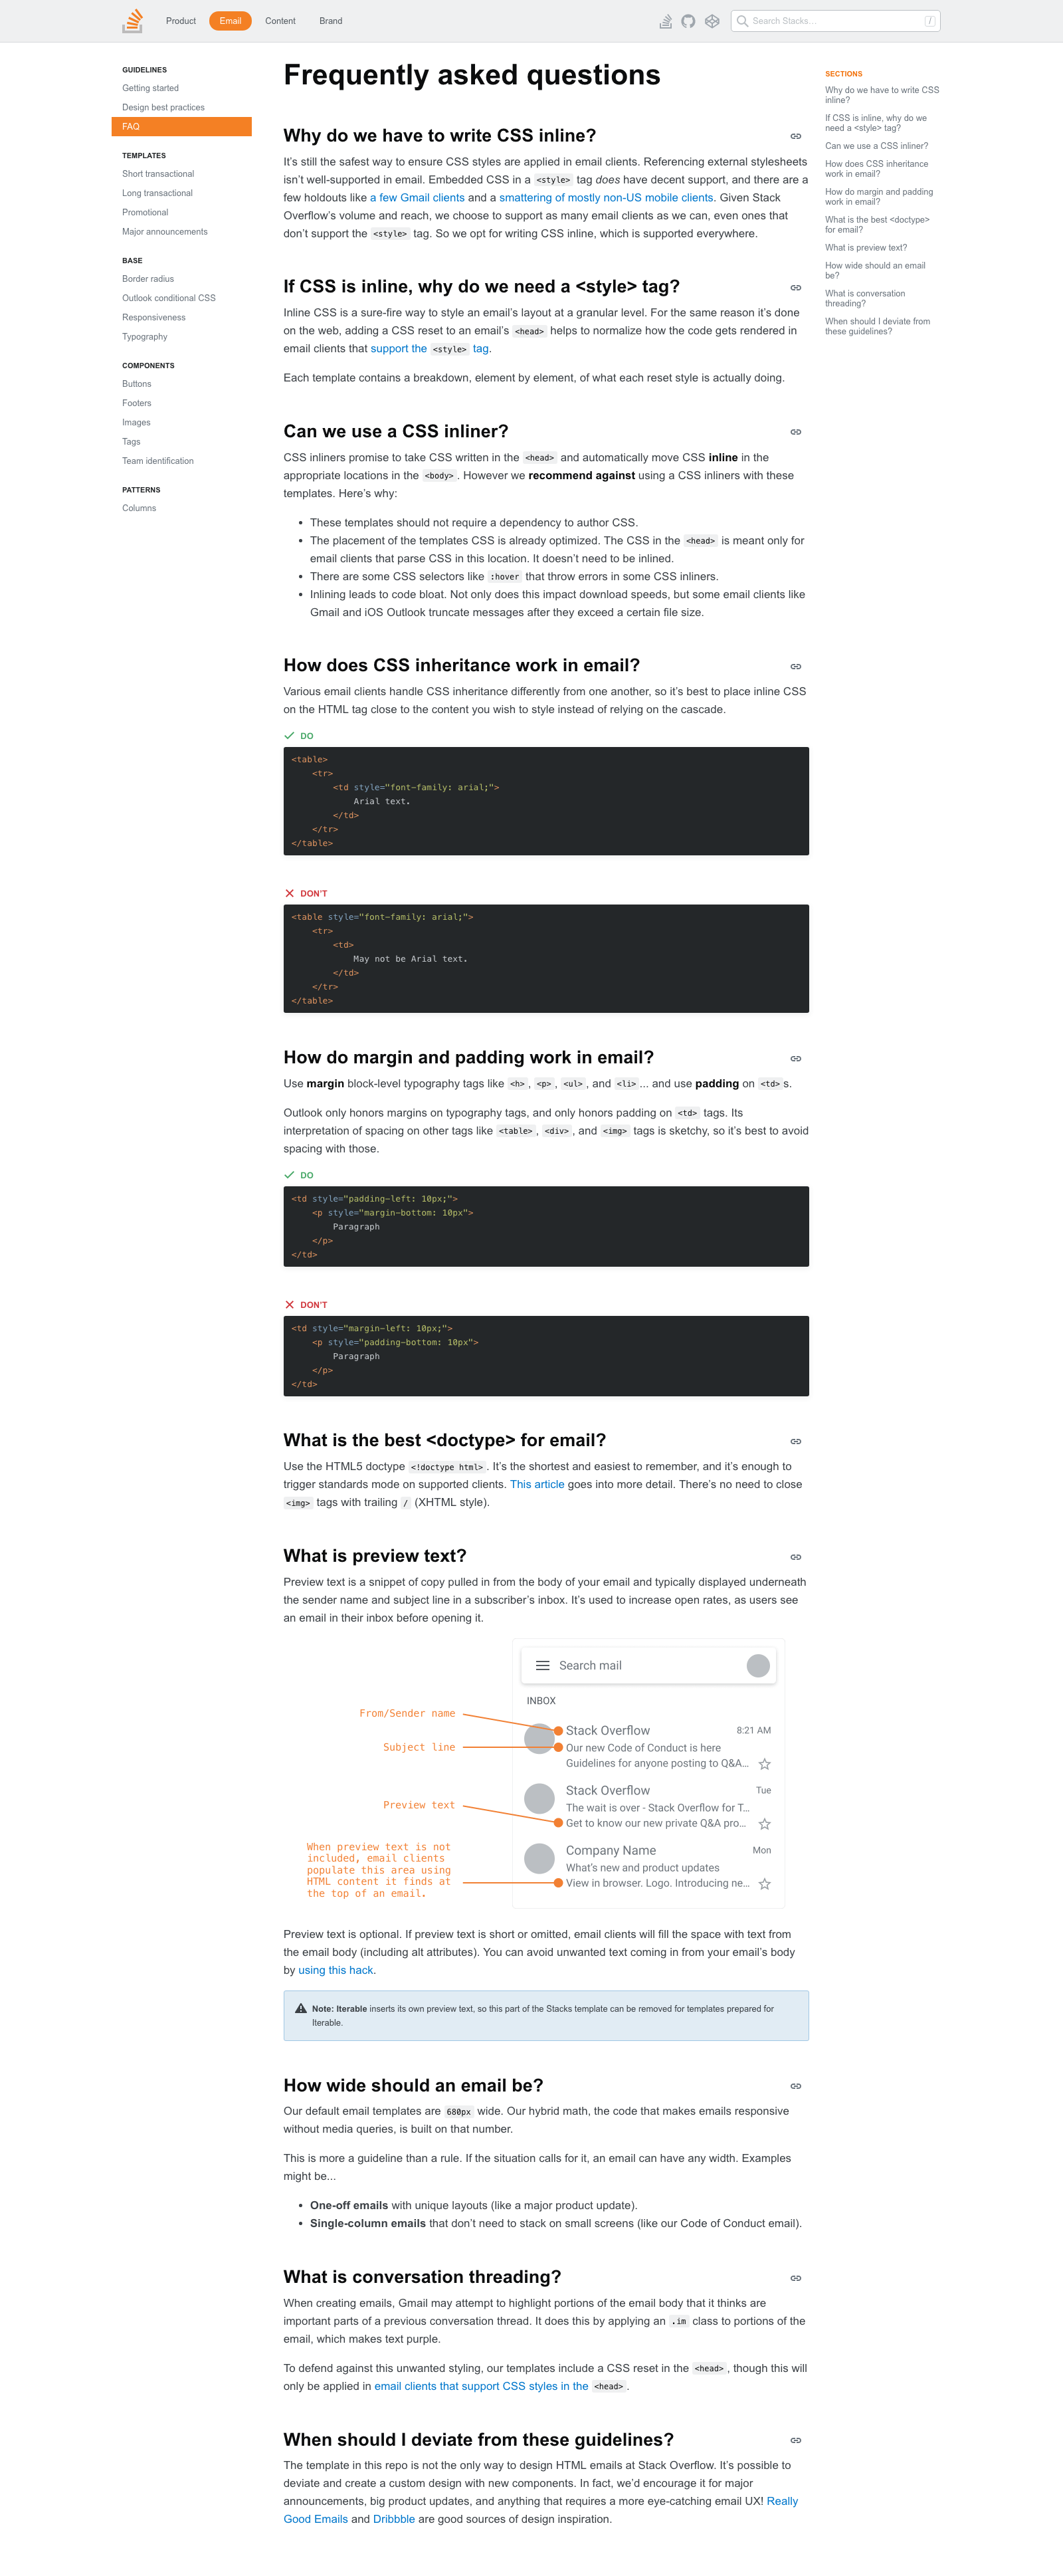 Product
Email
Content
Brand
Search Stacks…
/
GUIDELINES
Getting started
Design best practices
FAQ
TEMPLATES
Short transactional
Long transactional
Promotional
Major announcements
BASE
Border radius
Outlook conditional CSS
Responsiveness
Typography
COMPONENTS
Buttons
Footers
Images
Tags
Team identification
PATTERNS
Columns
Frequently asked questions
Why do we have to write CSS inline?
It’s still the safest way to ensure CSS styles are applied in email clients. Referencing external stylesheets
isn’t well-supported in email. Embedded CSS in a <style> tag does have decent support, and there are a
few holdouts like a few Gmail clients and a smattering of mostly non-US mobile clients. Given Stack
Overflow’s volume and reach, we choose to support as many email clients as we can, even ones that
don’t support the <style> tag. So we opt for writing CSS inline, which is supported everywhere.
If CSS is inline, why do we need a <style> tag?
Inline CSS is a sure-fire way to style an email’s layout at a granular level. For the same reason it’s done
on the web, adding a CSS reset to an email’s <head> helps to normalize how the code gets rendered in
email clients that support the <style> tag.
Each template contains a breakdown, element by element, of what each reset style is actually doing.
Can we use a CSS inliner?
CSS inliners promise to take CSS written in the <head> and automatically move CSS inline in the
appropriate locations in the <body>. However we recommend against using a CSS inliners with these
templates. Here’s why:
• These templates should not require a dependency to author CSS.
• The placement of the templates CSS is already optimized. The CSS in the <head> is meant only for
email clients that parse CSS in this location. It doesn’t need to be inlined.
• There are some CSS selectors like :hover that throw errors in some CSS inliners.
• Inlining leads to code bloat. Not only does this impact download speeds, but some email clients like
Gmail and iOS Outlook truncate messages after they exceed a certain file size.
How does CSS inheritance work in email?
Various email clients handle CSS inheritance differently from one another, so it’s best to place inline CSS
on the HTML tag close to the content you wish to style instead of relying on the cascade.
DO
<table>
<tr>
<td style="font-family: arial;">
Arial text.
</td>
</tr>
</table>
DON’T
<table style="font-family: arial;">
<tr>
<td>
May not be Arial text.
</td>
</tr>
</table>
How do margin and padding work in email?
Use margin block-level typography tags like <h>, <p>, <ul>, and <li>… and use padding on <td>s.
Outlook only honors margins on typography tags, and only honors padding on <td> tags. Its
interpretation of spacing on other tags like <table>, <div>, and <img> tags is sketchy, so it’s best to avoid
spacing with those.
DO
<td style="padding-left: 10px;">
<p style="margin-bottom: 10px">
Paragraph
</p>
</td>
DON’T
<td style="margin-left: 10px;">
<p style="padding-bottom: 10px">
Paragraph
</p>
</td>
What is the best <doctype> for email?
Use the HTML5 doctype <!doctype html>. It’s the shortest and easiest to remember, and it’s enough to
trigger standards mode on supported clients. This article goes into more detail. There’s no need to close
<img> tags with trailing / (XHTML style).
What is preview text?
Preview text is a snippet of copy pulled in from the body of your email and typically displayed underneath
the sender name and subject line in a subscriber’s inbox. It’s used to increase open rates, as users see
an email in their inbox before opening it.
Search mail
INBOX
From/Sender name
Stack Overflow
8:21 AM
Subject line
Our new Code of Conduct is here
Guidelines for anyone posting to Q&A…
Stack Overflow
Tue
Preview text
The wait is over - Stack Overflow for T…
Get to know our new private Q&A pro…
When preview text is not
included, email clients
populate this area using
HTML content it finds at
the top of an email.
Company Name
Mon
What’s new and product updates
View in browser. Logo. Introducing ne…
Preview text is optional. If preview text is short or omitted, email clients will fill the space with text from
the email body (including alt attributes). You can avoid unwanted text coming in from your email’s body
by using this hack.
Note: Iterable inserts its own preview text, so this part of the Stacks template can be removed for templates prepared for
Iterable.
How wide should an email be?
Our default email templates are 680px wide. Our hybrid math, the code that makes emails responsive
without media queries, is built on that number.
This is more a guideline than a rule. If the situation calls for it, an email can have any width. Examples
might be…
• One-off emails with unique layouts (like a major product update).
• Single-column emails that don’t need to stack on small screens (like our Code of Conduct email).
What is conversation threading?
When creating emails, Gmail may attempt to highlight portions of the email body that it thinks are
important parts of a previous conversation thread. It does this by applying an .im class to portions of the
email, which makes text purple.
To defend against this unwanted styling, our templates include a CSS reset in the <head>, though this will
only be applied in email clients that support CSS styles in the <head>.
When should I deviate from these guidelines?
The template in this repo is not the only way to design HTML emails at Stack Overflow. It’s possible to
deviate and create a custom design with new components. In fact, we’d encourage it for major
announcements, big product updates, and anything that requires a more eye-catching email UX! Really
Good Emails and Dribbble are good sources of design inspiration.
SECTIONS
Why do we have to write CSS
inline?
If CSS is inline, why do we
need a <style> tag?
Can we use a CSS inliner?
How does CSS inheritance
work in email?
How do margin and padding
work in email?
What is the best <doctype>
for email?
What is preview text?
How wide should an email
be?
What is conversation
threading?
When should I deviate from
these guidelines?